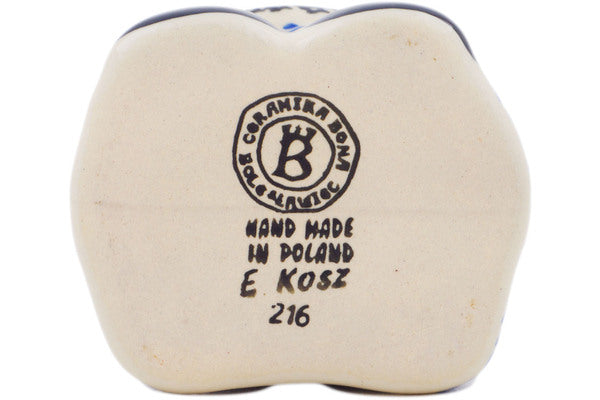 CERAMIKA BONA
B
BOLESŁAWIEC
HAND MADE
IN POLAND
E KOSZ
216